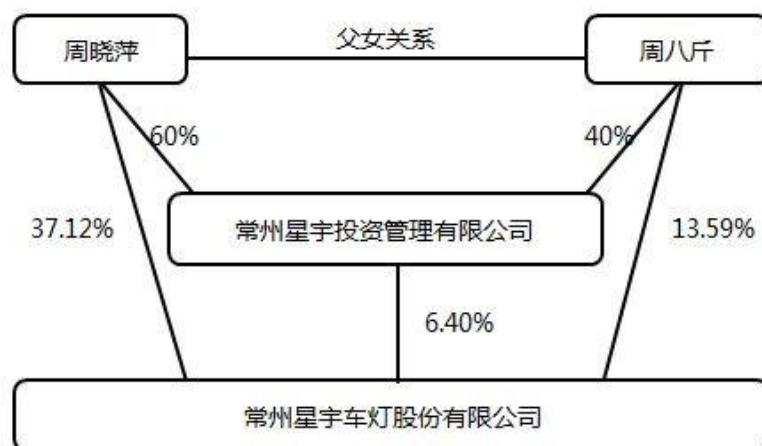 父女关系
周晓萍
周八斤
60%
40%
37.12%
常州星宇投资管理有限公司
13.59%
6.40%
常州星宇车灯股份有限公司